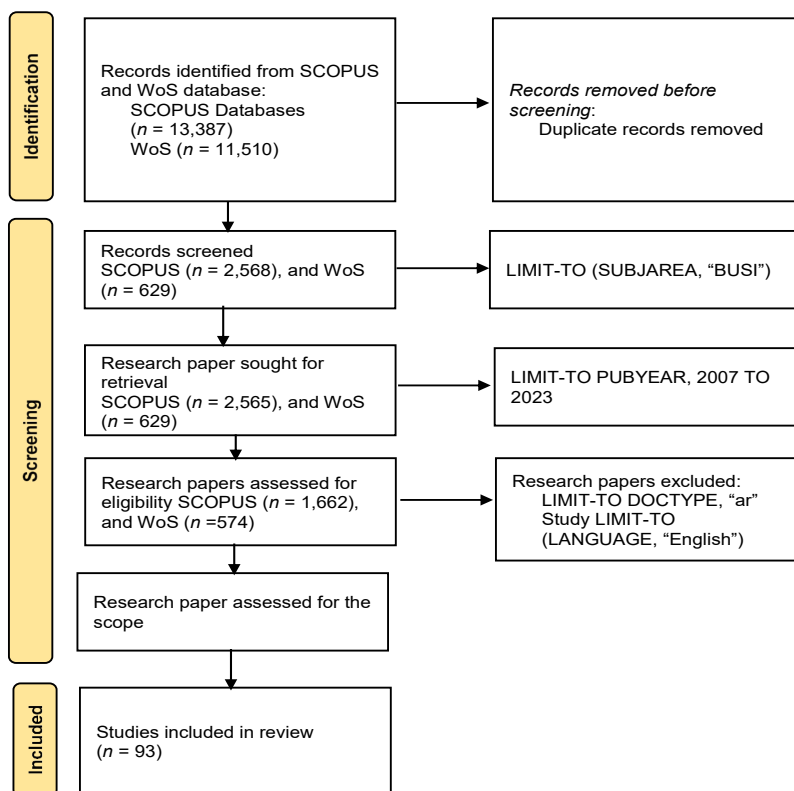 Identification
Records identified from SCOPUS
and WoS database:
SCOPUS Databases
(n = 13,387)
WoS (n = 11,510)
Records removed before
screening:
Duplicate records removed
Screening
Records screened
SCOPUS (n = 2,568), and WoS
(n = 629)
LIMIT-TO (SUBJAREA, “BUSI”)
Research paper sought for
retrieval
SCOPUS (n = 2,565), and WoS
(n = 629)
LIMIT-TO PUBYEAR, 2007 TO
2023
Research papers assessed for
eligibility SCOPUS (n = 1,662),
and WoS (n =574)
Research papers excluded:
LIMIT-TO DOCTYPE, “ar”
Study LIMIT-TO
(LANGUAGE, “English”)
Research paper assessed for the
scope
Included
Studies included in review
(n = 93)